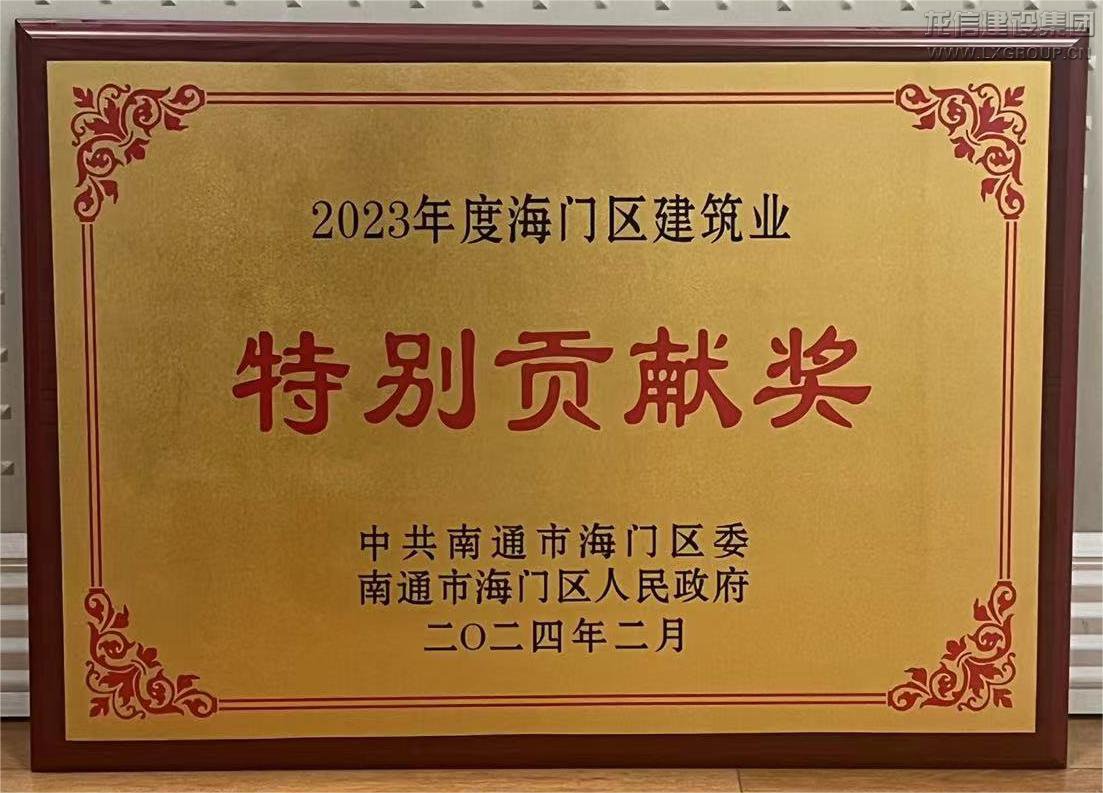 龙信建设集团
WWW.LXGROUP.CN
2023年度海门区建筑业
特别贡献奖
中共南通市海门区委
南通市海门区人民政府
二〇二四年二月